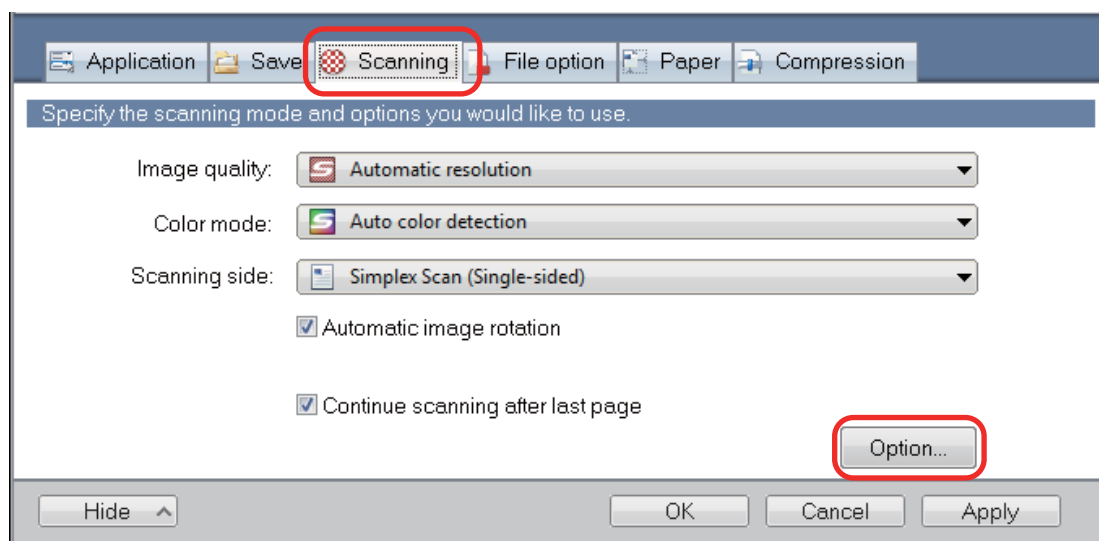 Application Save Scanning File option Paper Compression
Specify the scanning mode and options you would like to use.
Image quality: Automatic resolution
Color mode: Auto color detection
Scanning side: Simplex Scan (Single-sided)
Automatic image rotation
Continue scanning after last page
Option...
Hide OK Cancel Apply